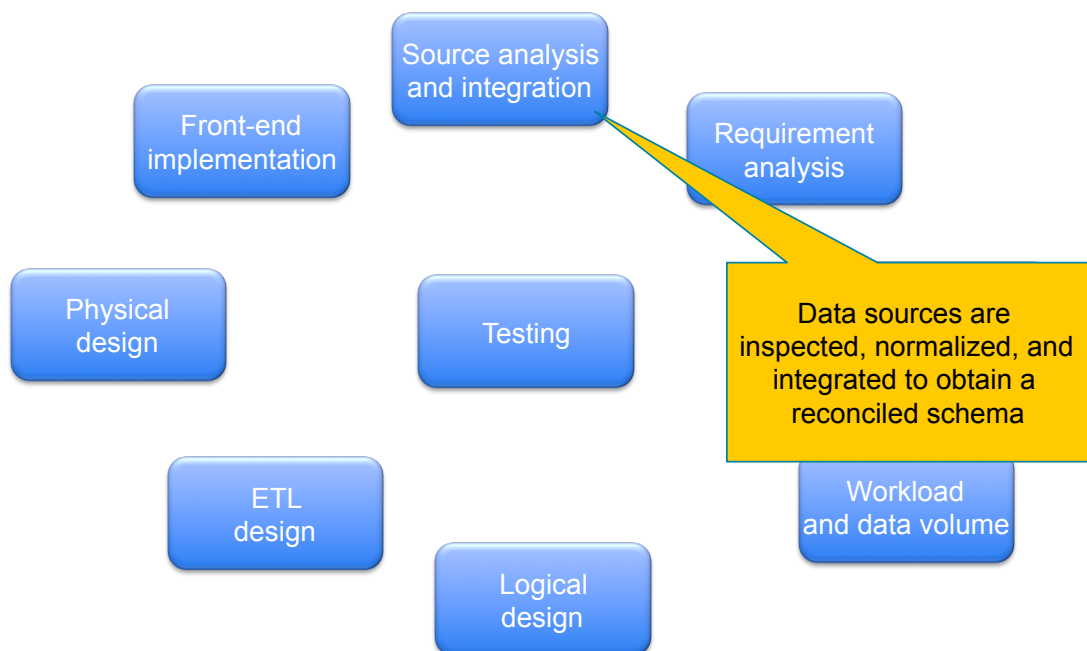 Source analysis
and integration
Front-end
implementation
Requirement
analysis
Physical
design
Testing
Data sources are
inspected, normalized, and
integrated to obtain a
reconciled schema
ETL
design
Workload
and data volume
Logical
design